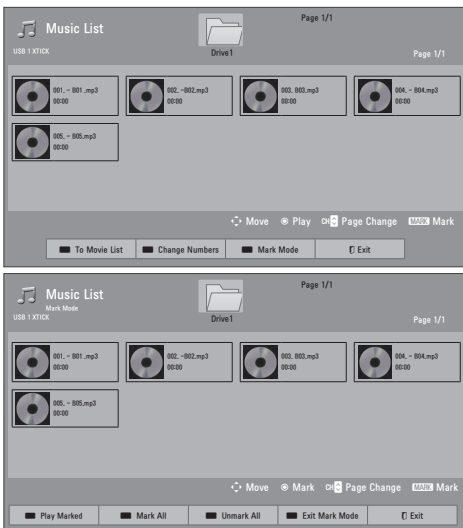 Page 1/1
Music List
USB 1 XTICK
Drive1
Page 1/1
001. - B01 .mp3
00:00
002. -B02.mp3
00:00
003. B03.mp3
00:00
004. - B04.mp3
00:00
005. - B05.mp3
00:00
Move Play CH Page Change MARK Mark
To Movie List Change Numbers Mark Mode Exit
Page 1/1
Music List
Mark Mode
USB 1 XTICK
Drive1
Page 1/1
001. - B01 .mp3
00:00
002. -B02.mp3
00:00
003. B03.mp3
00:00
004. - B04.mp3
00:00
005. - B05.mp3
00:00
Move Mark CH Page Change MARK Mark
Play Marked Mark All Unmark All Exit Mark Mode Exit